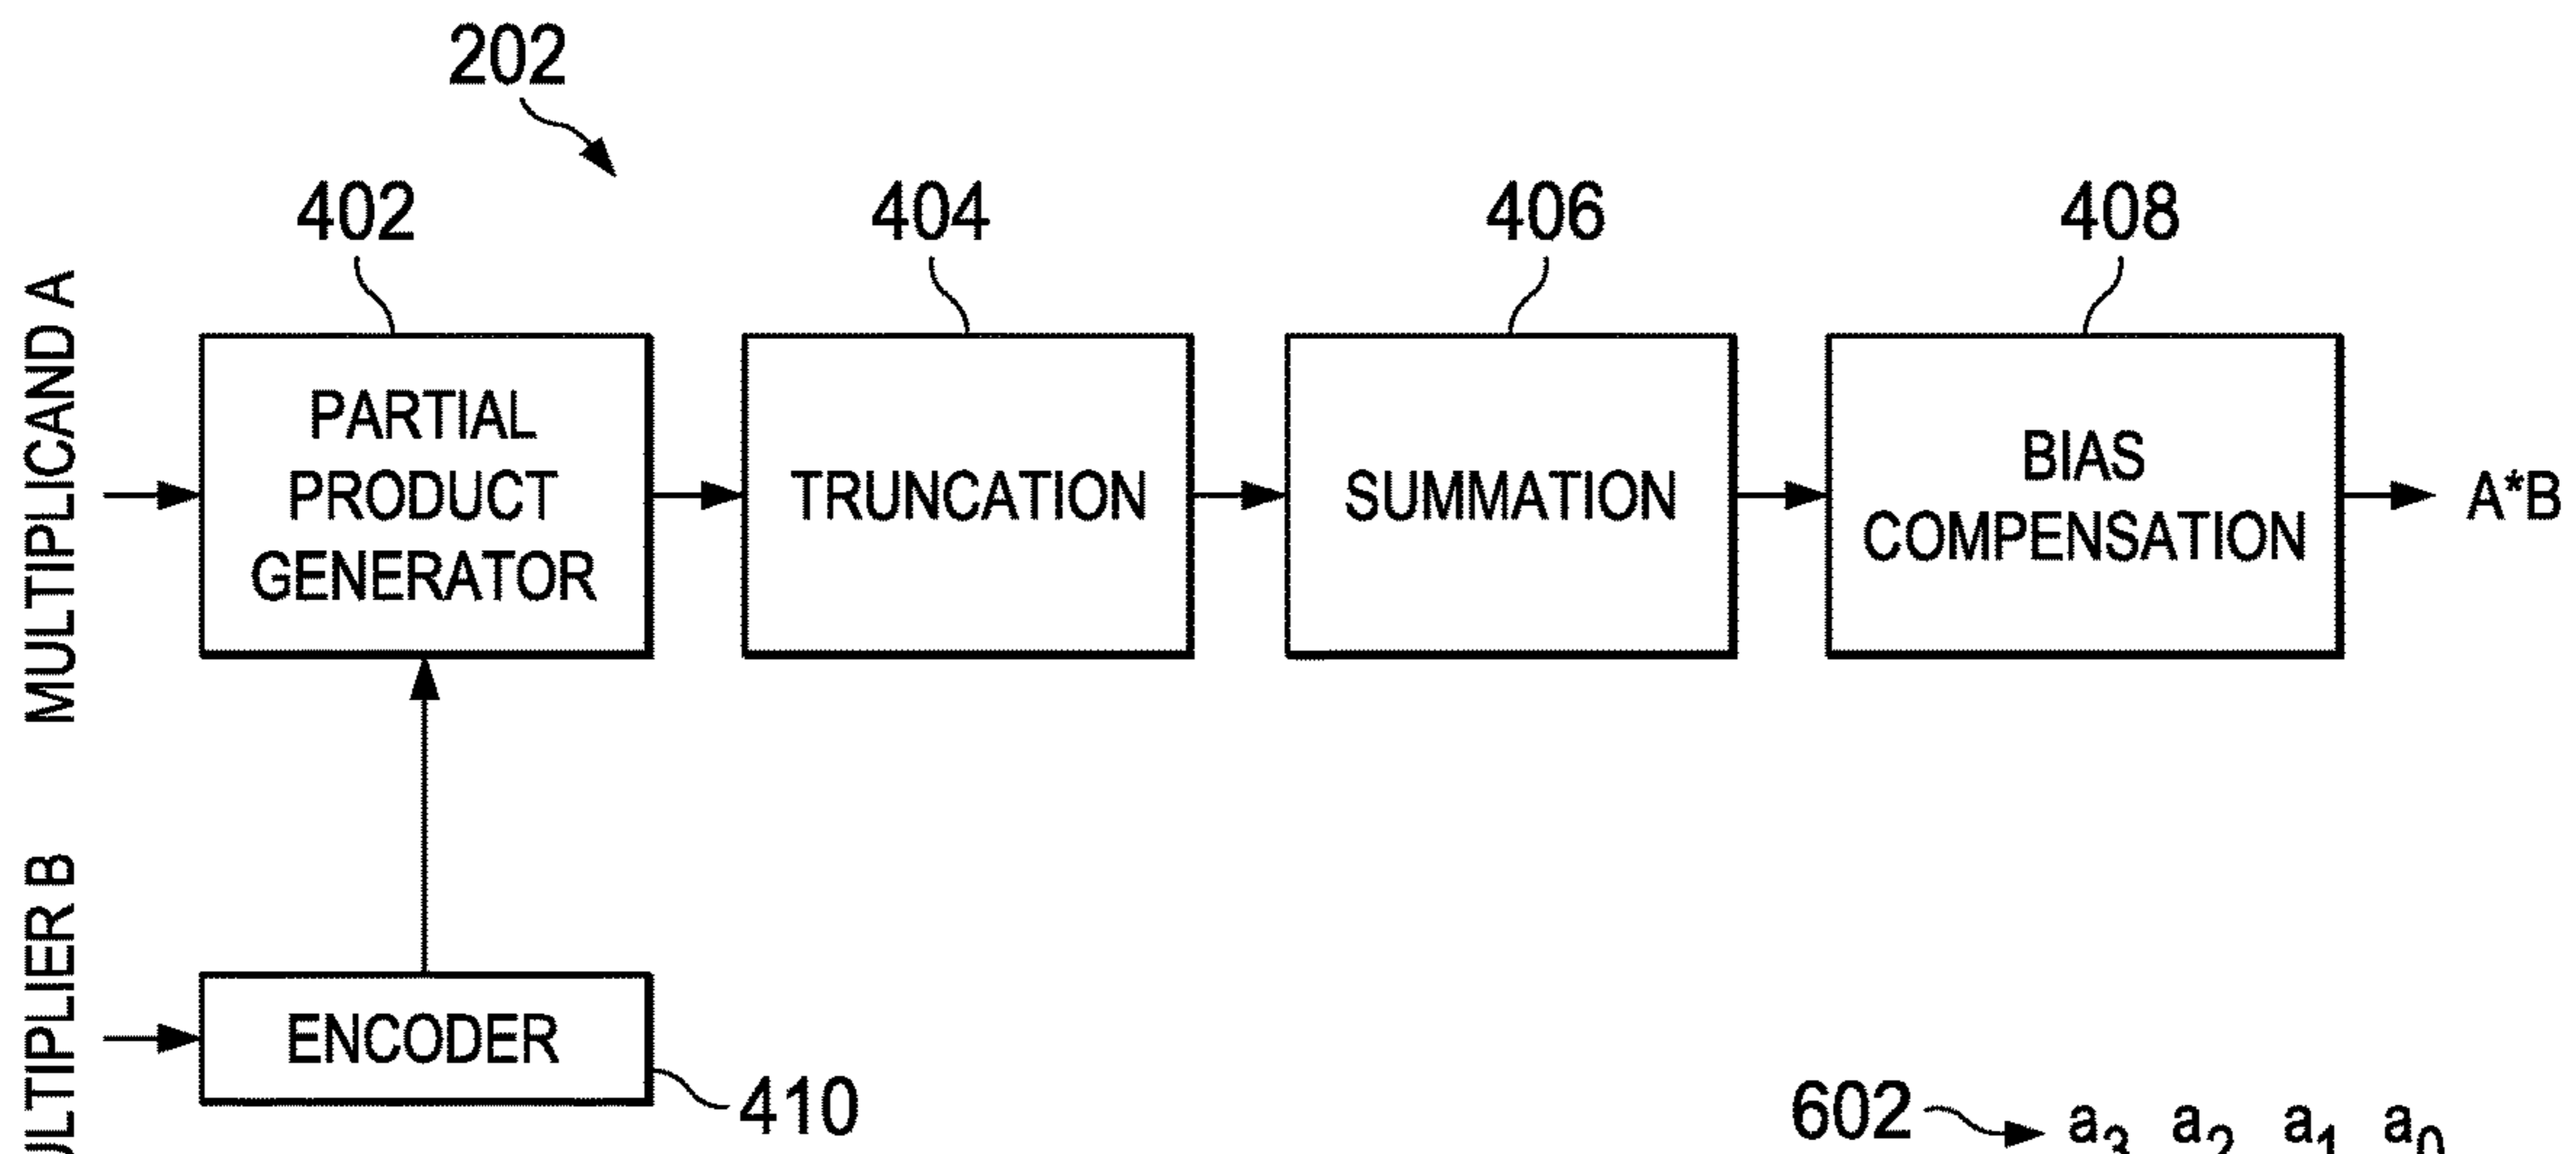 202
402
404
406
408
MULTIPLICAND A
PARTIAL
PRODUCT
GENERATOR
TRUNCATION
SUMMATION
BIAS
COMPENSATION
A*B
ULTIPLIER B
ENCODER
410
602
a3 a2 a1 a0